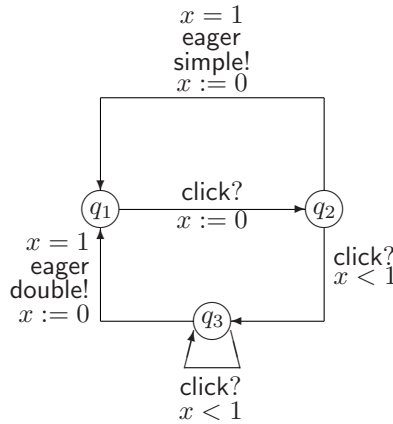 x = 1
eager
simple!
x := 0
q1
click?
x := 0
q2
x = 1
eager
double!
x := 0
click?
x < 1
q3
click?
x < 1